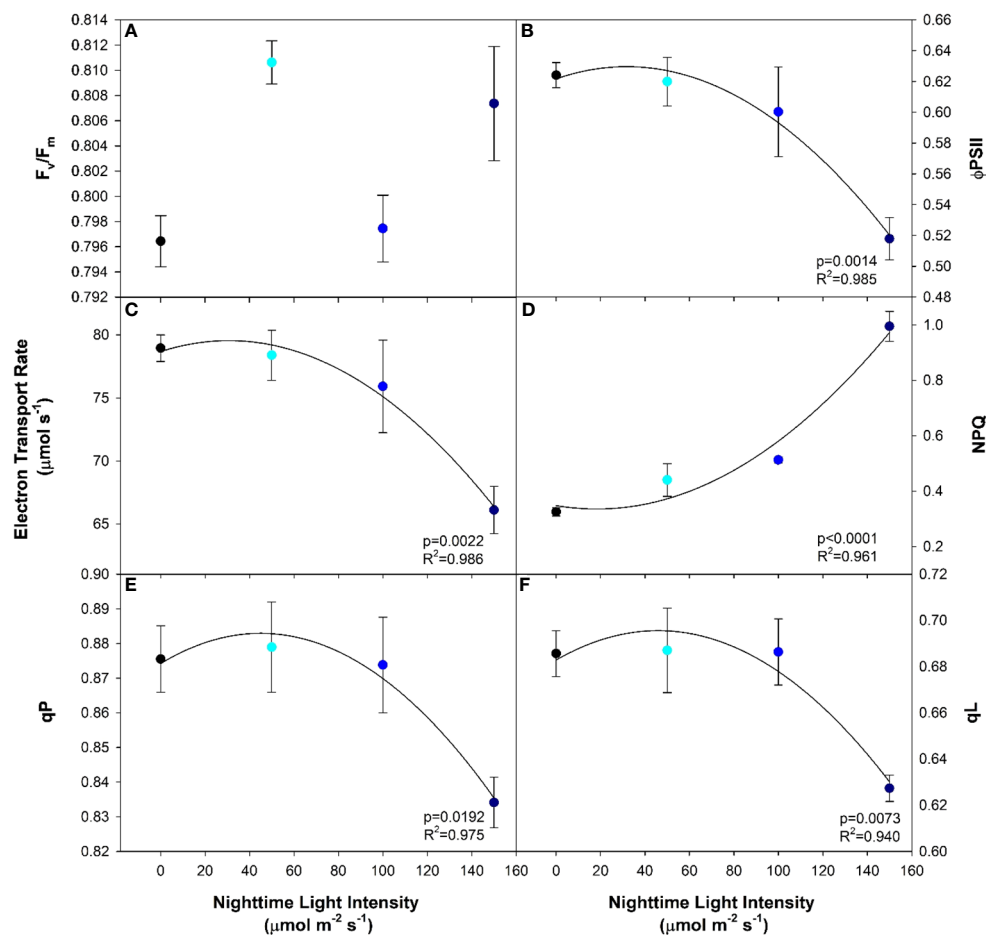 A
0.814
0.812
0.810
0.808
0.806
0.804
0.802
0.800
0.798
0.796
0.794
0.792
Fv/Fm
B
0.66
0.64
0.62
0.60
0.58
0.56
0.54
0.52
0.50
0.48
ϕPSII
p=0.0014
R²=0.985
C
80
75
70
65
0.90
Electron Transport Rate
(μmol s⁻¹)
p=0.0022
R²=0.986
D
1.0
0.8
0.6
0.4
0.2
0.72
NPQ
p<0.0001
R²=0.961
E
0.89
0.88
0.87
0.86
0.85
0.84
0.83
0.82
qP
p=0.0192
R²=0.975
F
0.70
0.68
0.66
0.64
0.62
0.60
qL
p=0.0073
R²=0.940
0 20 40 60 80 100 120 140 160
0 20 40 60 80 100 120 140 160
Nighttime Light Intensity
(μmol m⁻² s⁻¹)
Nighttime Light Intensity
(μmol m⁻² s⁻¹)